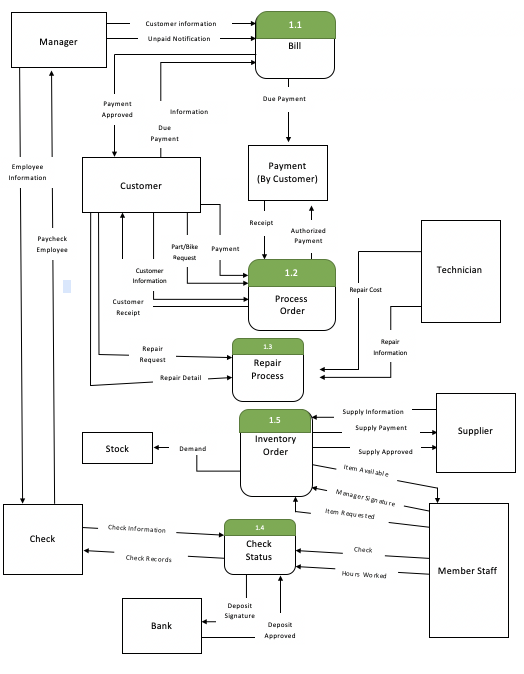 Manager
Customer information
Unpaid Notification
1.1
Bill
Payment
Approved
Information
Due
Payment
Due Payment
Employee
Information
Customer
Payment
(By Customer)
Paycheck
Employee
Receipt
Authorized
Payment
Part/Bike
Request
Payment
Customer
Information
Customer
Receipt
1.2
Process
Order
Technician
Repair Cost
Repair
Information
Repair
Request
Repair Detail
1.3
Repair
Process
Supply Information
Supply Payment
Supply Approved
Supplier
Stock
Demand
1.5
Inventory
Order
Item Available
Manager Signature
Item Requested
Check
Check Information
Check Records
1.4
Check
Status
Check
Hours Worked
Member Staff
Bank
Deposit
Signature
Deposit
Approved